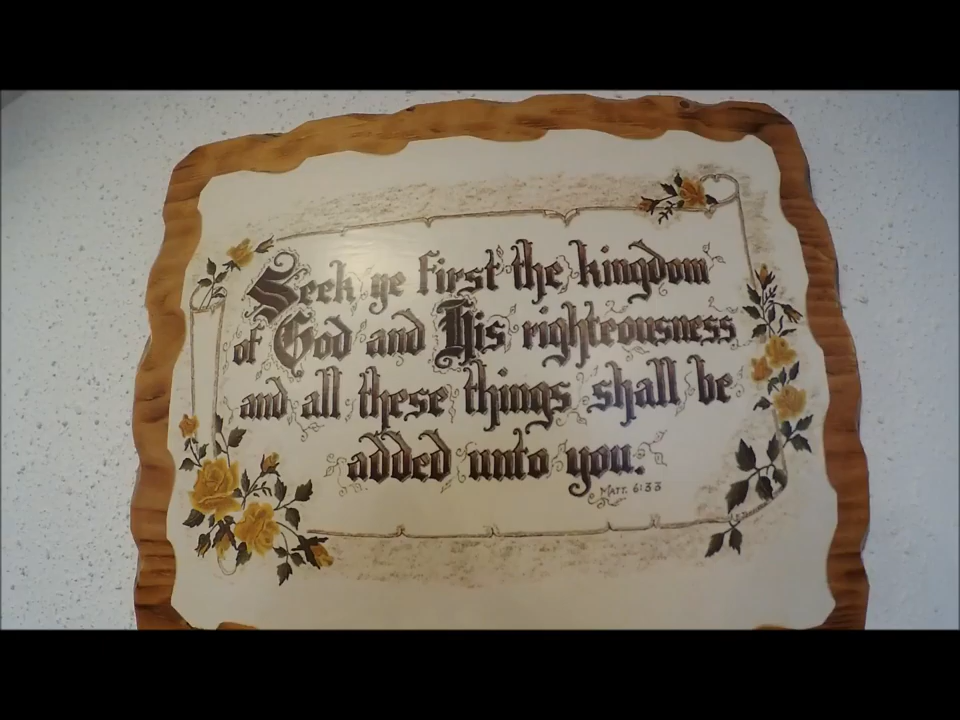 Seek ye first the kingdom
of God and His righteousness
and all these things shall be
added unto you.
MATT. 6:33